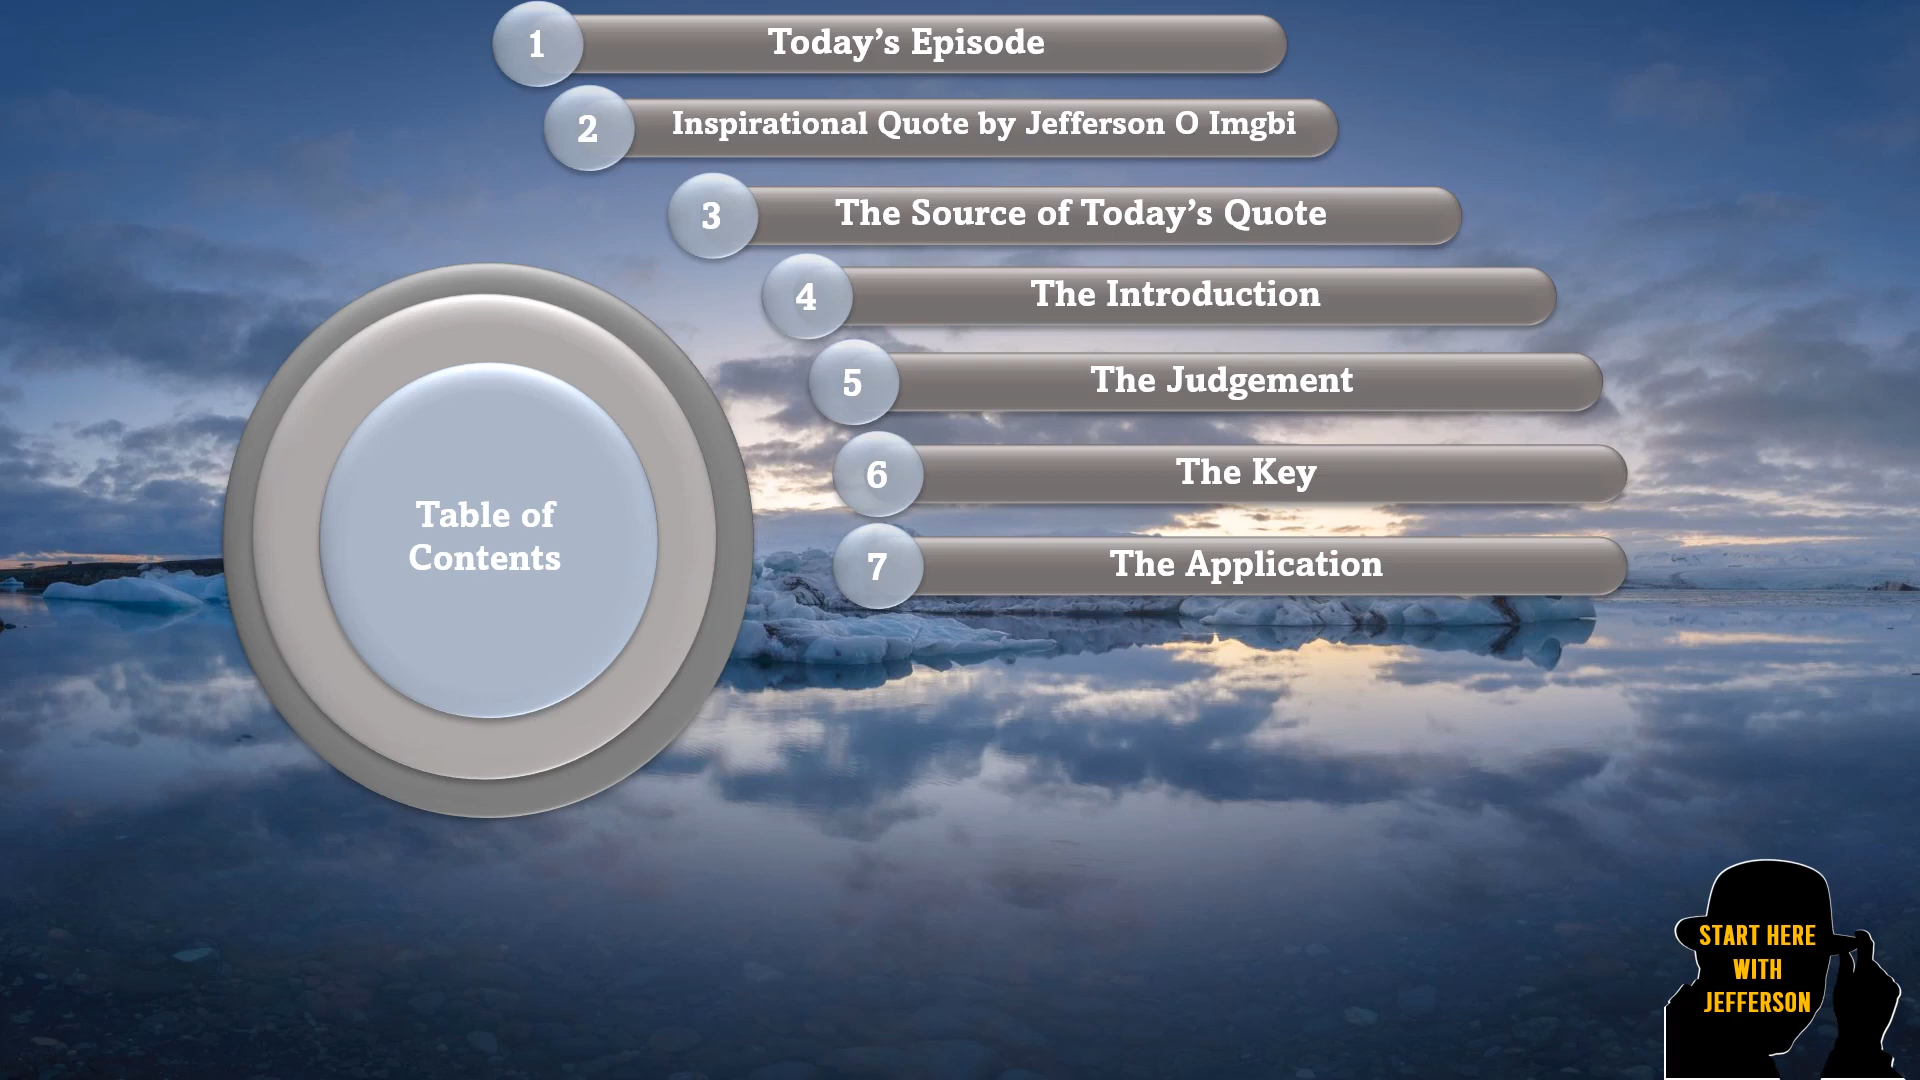 1 Today’s Episode
2 Inspirational Quote by Jefferson O Imgbi
3 The Source of Today’s Quote
4 The Introduction
5 The Judgement
6 The Key
7 The Application
Table of
Contents
START HERE
WITH
JEFFERSON